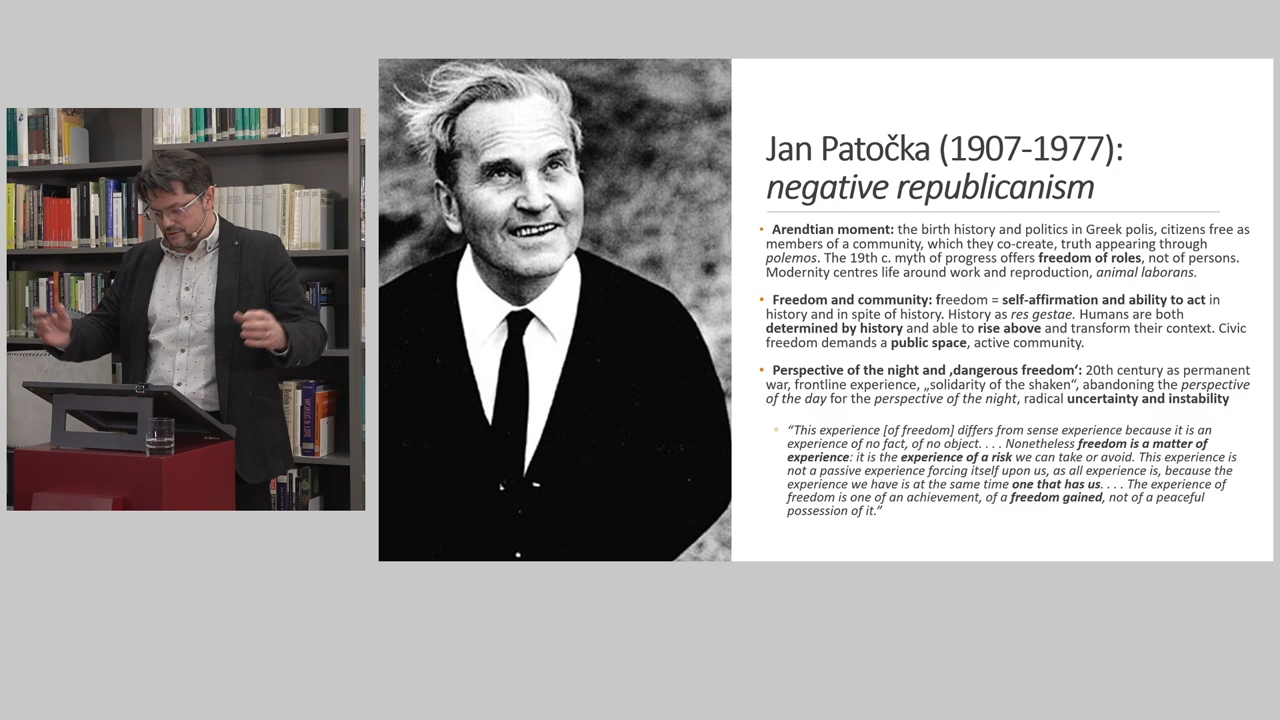 Jan Patočka (1907-1977):
negative republicanism
• Arendtian moment: the birth history and politics in Greek polis, citizens free as
members of a community, which they co-create, truth appearing through
polemos. The 19th c. myth of progress offers freedom of roles, not of persons.
Modernity centres life around work and reproduction, animal laborans.
• Freedom and community: freedom = self-affirmation and ability to act in
history and in spite of history. History as res gestae. Humans are both
determined by history and able to rise above and transform their context. Civic
freedom demands a public space, active community.
• Perspective of the night and ‚dangerous freedom‘: 20th century as permanent
war, frontline experience, „solidarity of the shaken“, abandoning the perspective
of the day for the perspective of the night, radical uncertainty and instability
◦ “This experience [of freedom] differs from sense experience because it is an
experience of no fact, of no object. . . . Nonetheless freedom is a matter of
experience: it is the experience of a risk we can take or avoid. This experience is
not a passive experience forcing itself upon us, as all experience is, because the
experience we have is at the same time one that has us. . . . The experience of
freedom is one of an achievement, of a freedom gained, not of a peaceful
possession of it.”